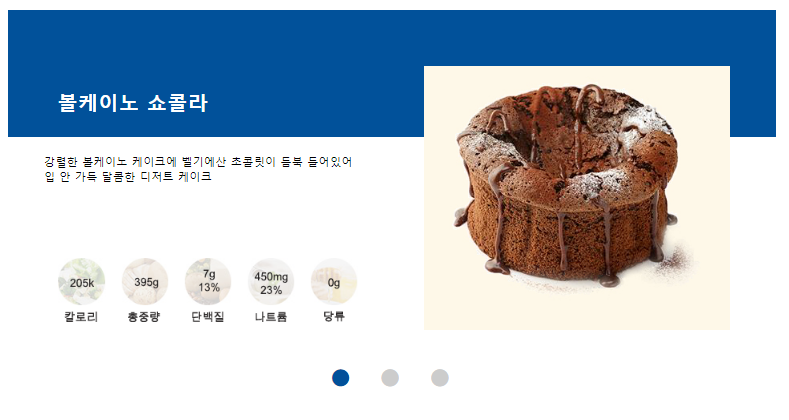 볼케이노 쇼콜라
강렬한 볼케이노 케이크에 벨기에산 초콜릿이 듬북 들어있어
입 안 가득 달콤한 디저트 케이크
205k 395g 7g 13% 450mg 23% 0g
칼로리 총중량 단백질 나트륨 당류